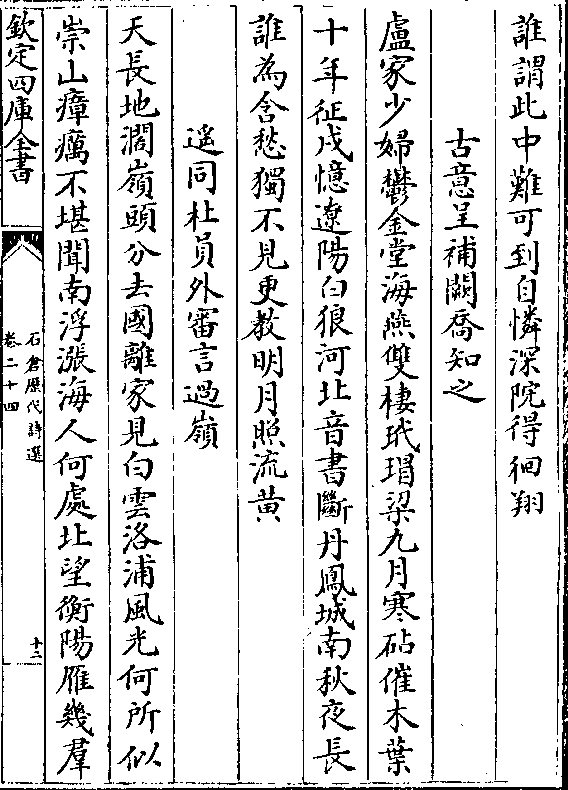 誰謂此中難可到自憐深院得徊翔
古意呈補闕喬知之
盧家少婦鬱金堂海燕雙棲玳瑁梁九月寒砧催木葉
十年征戍憶遼陽白狼河北音書斷丹鳳城南秋夜長
誰為含愁獨不見更教明月照流黄
遥同杜員外審言過嶺
天長地濶嶺頭分去國離家見白雲洛浦風光何所似
崇山瘴癘不堪聞南浮漲海人何處北望衡陽雁幾羣
欽定四庫全書
石倉歴代詩選
卷二十四
十二